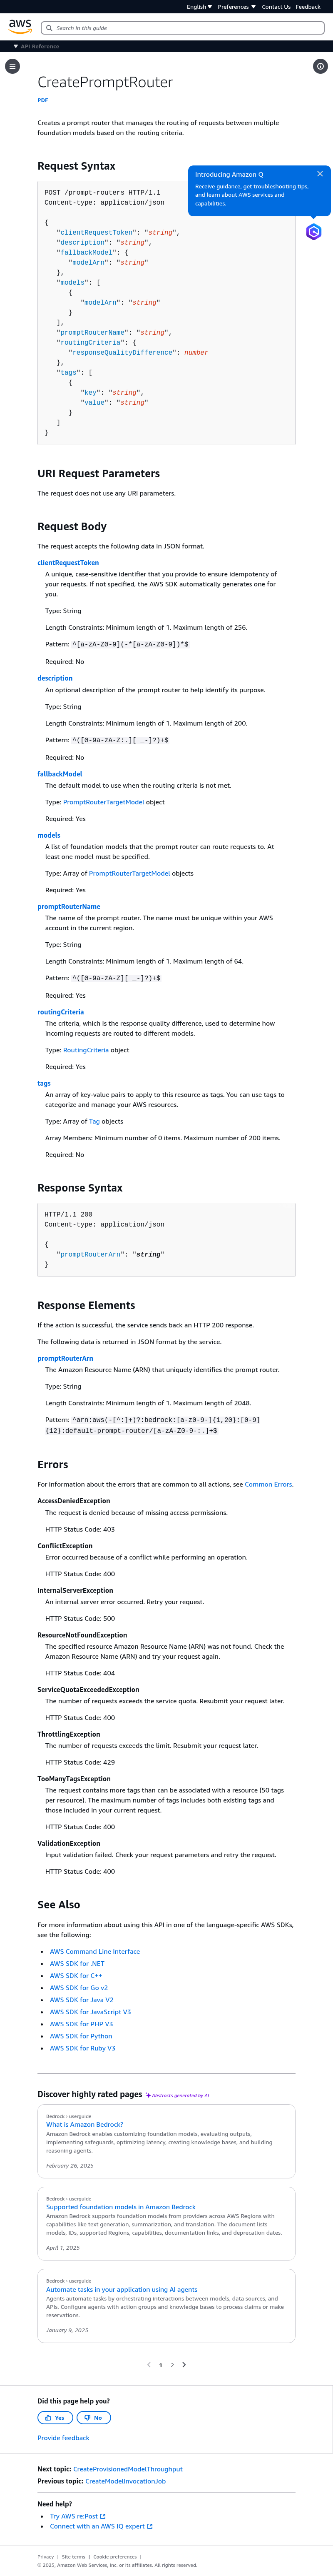 English
Preferences
Contact Us
Feedback
aws
Search in this guide
API Reference
CreatePromptRouter
PDF
Creates a prompt router that manages the routing of requests between multiple
foundation models based on the routing criteria.
Introducing Amazon Q
Receive guidance, get troubleshooting tips,
and learn about AWS services and
capabilities.
Request Syntax
POST /prompt-routers HTTP/1.1
Content-type: application/json
{
"clientRequestToken": "string",
"description": "string",
"fallbackModel": {
"modelArn": "string"
},
"models": [
{
"modelArn": "string"
}
],
"promptRouterName": "string",
"routingCriteria": {
"responseQualityDifference": number
},
"tags": [
{
"key": "string",
"value": "string"
}
]
}
URI Request Parameters
The request does not use any URI parameters.
Request Body
The request accepts the following data in JSON format.
clientRequestToken
A unique, case-sensitive identifier that you provide to ensure idempotency of
your requests. If not specified, the AWS SDK automatically generates one for
you.
Type: String
Length Constraints: Minimum length of 1. Maximum length of 256.
Pattern: ^[a-zA-Z0-9](-*[a-zA-Z0-9])*$
Required: No
description
An optional description of the prompt router to help identify its purpose.
Type: String
Length Constraints: Minimum length of 1. Maximum length of 200.
Pattern: ^([0-9a-zA-Z:.][ _-]?)+$
Required: No
fallbackModel
The default model to use when the routing criteria is not met.
Type: PromptRouterTargetModel object
Required: Yes
models
A list of foundation models that the prompt router can route requests to. At
least one model must be specified.
Type: Array of PromptRouterTargetModel objects
Required: Yes
promptRouterName
The name of the prompt router. The name must be unique within your AWS
account in the current region.
Type: String
Length Constraints: Minimum length of 1. Maximum length of 64.
Pattern: ^([0-9a-zA-Z][ _-]?)+$
Required: Yes
routingCriteria
The criteria, which is the response quality difference, used to determine how
incoming requests are routed to different models.
Type: RoutingCriteria object
Required: Yes
tags
An array of key-value pairs to apply to this resource as tags. You can use tags to
categorize and manage your AWS resources.
Type: Array of Tag objects
Array Members: Minimum number of 0 items. Maximum number of 200 items.
Required: No
Response Syntax
HTTP/1.1 200
Content-type: application/json
{
"promptRouterArn": "string"
}
Response Elements
If the action is successful, the service sends back an HTTP 200 response.
The following data is returned in JSON format by the service.
promptRouterArn
The Amazon Resource Name (ARN) that uniquely identifies the prompt router.
Type: String
Length Constraints: Minimum length of 1. Maximum length of 2048.
Pattern: ^arn:aws(-[^:]+)?:bedrock:[a-z0-9-]{1,20}:[0-9]
{12}:default-prompt-router/[a-zA-Z0-9-:.]+$
Errors
For information about the errors that are common to all actions, see Common Errors.
AccessDeniedException
The request is denied because of missing access permissions.
HTTP Status Code: 403
ConflictException
Error occurred because of a conflict while performing an operation.
HTTP Status Code: 400
InternalServerException
An internal server error occurred. Retry your request.
HTTP Status Code: 500
ResourceNotFoundException
The specified resource Amazon Resource Name (ARN) was not found. Check the
Amazon Resource Name (ARN) and try your request again.
HTTP Status Code: 404
ServiceQuotaExceededException
The number of requests exceeds the service quota. Resubmit your request later.
HTTP Status Code: 400
ThrottlingException
The number of requests exceeds the limit. Resubmit your request later.
HTTP Status Code: 429
TooManyTagsException
The request contains more tags than can be associated with a resource (50 tags
per resource). The maximum number of tags includes both existing tags and
those included in your current request.
HTTP Status Code: 400
ValidationException
Input validation failed. Check your request parameters and retry the request.
HTTP Status Code: 400
See Also
For more information about using this API in one of the language-specific AWS SDKs,
see the following:
• AWS Command Line Interface
• AWS SDK for .NET
• AWS SDK for C++
• AWS SDK for Go v2
• AWS SDK for Java V2
• AWS SDK for JavaScript V3
• AWS SDK for PHP V3
• AWS SDK for Python
• AWS SDK for Ruby V3
Discover highly rated pages Abstracts generated by AI
Bedrock › userguide
What is Amazon Bedrock?
Amazon Bedrock enables customizing foundation models, evaluating outputs,
implementing safeguards, optimizing latency, creating knowledge bases, and building
reasoning agents.
February 26, 2025
Bedrock › userguide
Supported foundation models in Amazon Bedrock
Amazon Bedrock supports foundation models from providers across AWS Regions with
capabilities like text generation, summarization, and translation. The document lists
models, IDs, supported Regions, capabilities, documentation links, and deprecation dates.
April 1, 2025
Bedrock › userguide
Automate tasks in your application using AI agents
Agents automate tasks by orchestrating interactions between models, data sources, and
APIs. Configure agents with action groups and knowledge bases to process claims or make
reservations.
January 9, 2025
1 2
Did this page help you?
Yes
No
Provide feedback
Next topic: CreateProvisionedModelThroughput
Previous topic: CreateModelInvocationJob
Need help?
• Try AWS re:Post
• Connect with an AWS IQ expert
Privacy | Site terms | Cookie preferences |
© 2025, Amazon Web Services, Inc. or its affiliates. All rights reserved.